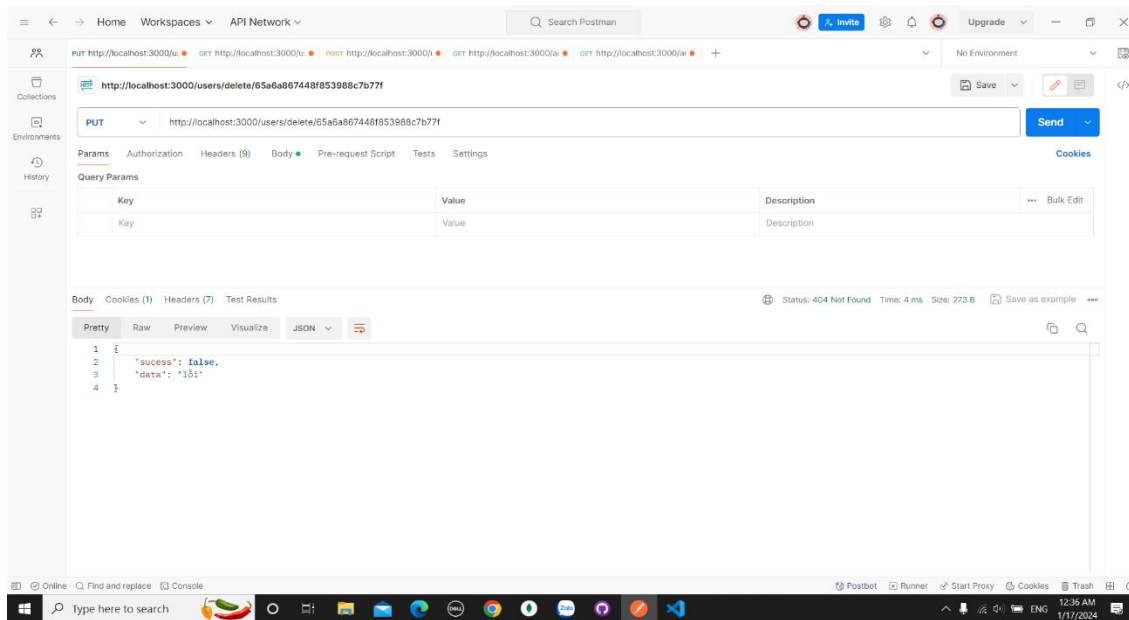 Home Workspaces API Network Search Postman Invite Upgrade
PUT http://localhost:3000/u: GET http://localhost:3000/u: POST http://localhost:3000/ GET http://localhost:3000/a GET http://localhost:3000/a + No Environment
Collections
Environments
History
HTTP http://localhost:3000/users/delete/65a6a867448f853988c7b77f Save
PUT http://localhost:3000/users/delete/65a6a867448f853988c7b77f Send
Params Authorization Headers (9) Body Pre-request Script Tests Settings Cookies
Query Params
Key Value Description ••• Bulk Edit
Key Value Description
Body Cookies (1) Headers (7) Test Results Status: 404 Not Found Time: 4 ms Size: 273 B Save as example •••
Pretty Raw Preview Visualize JSON
1 {
2 "sucess": false,
3 "data": "lỗi"
4 }
Online Find and replace Console Postbot Runner Start Proxy Cookies Trash
Type here to search DELL Zalo ENG 12:36 AM
1/17/2024